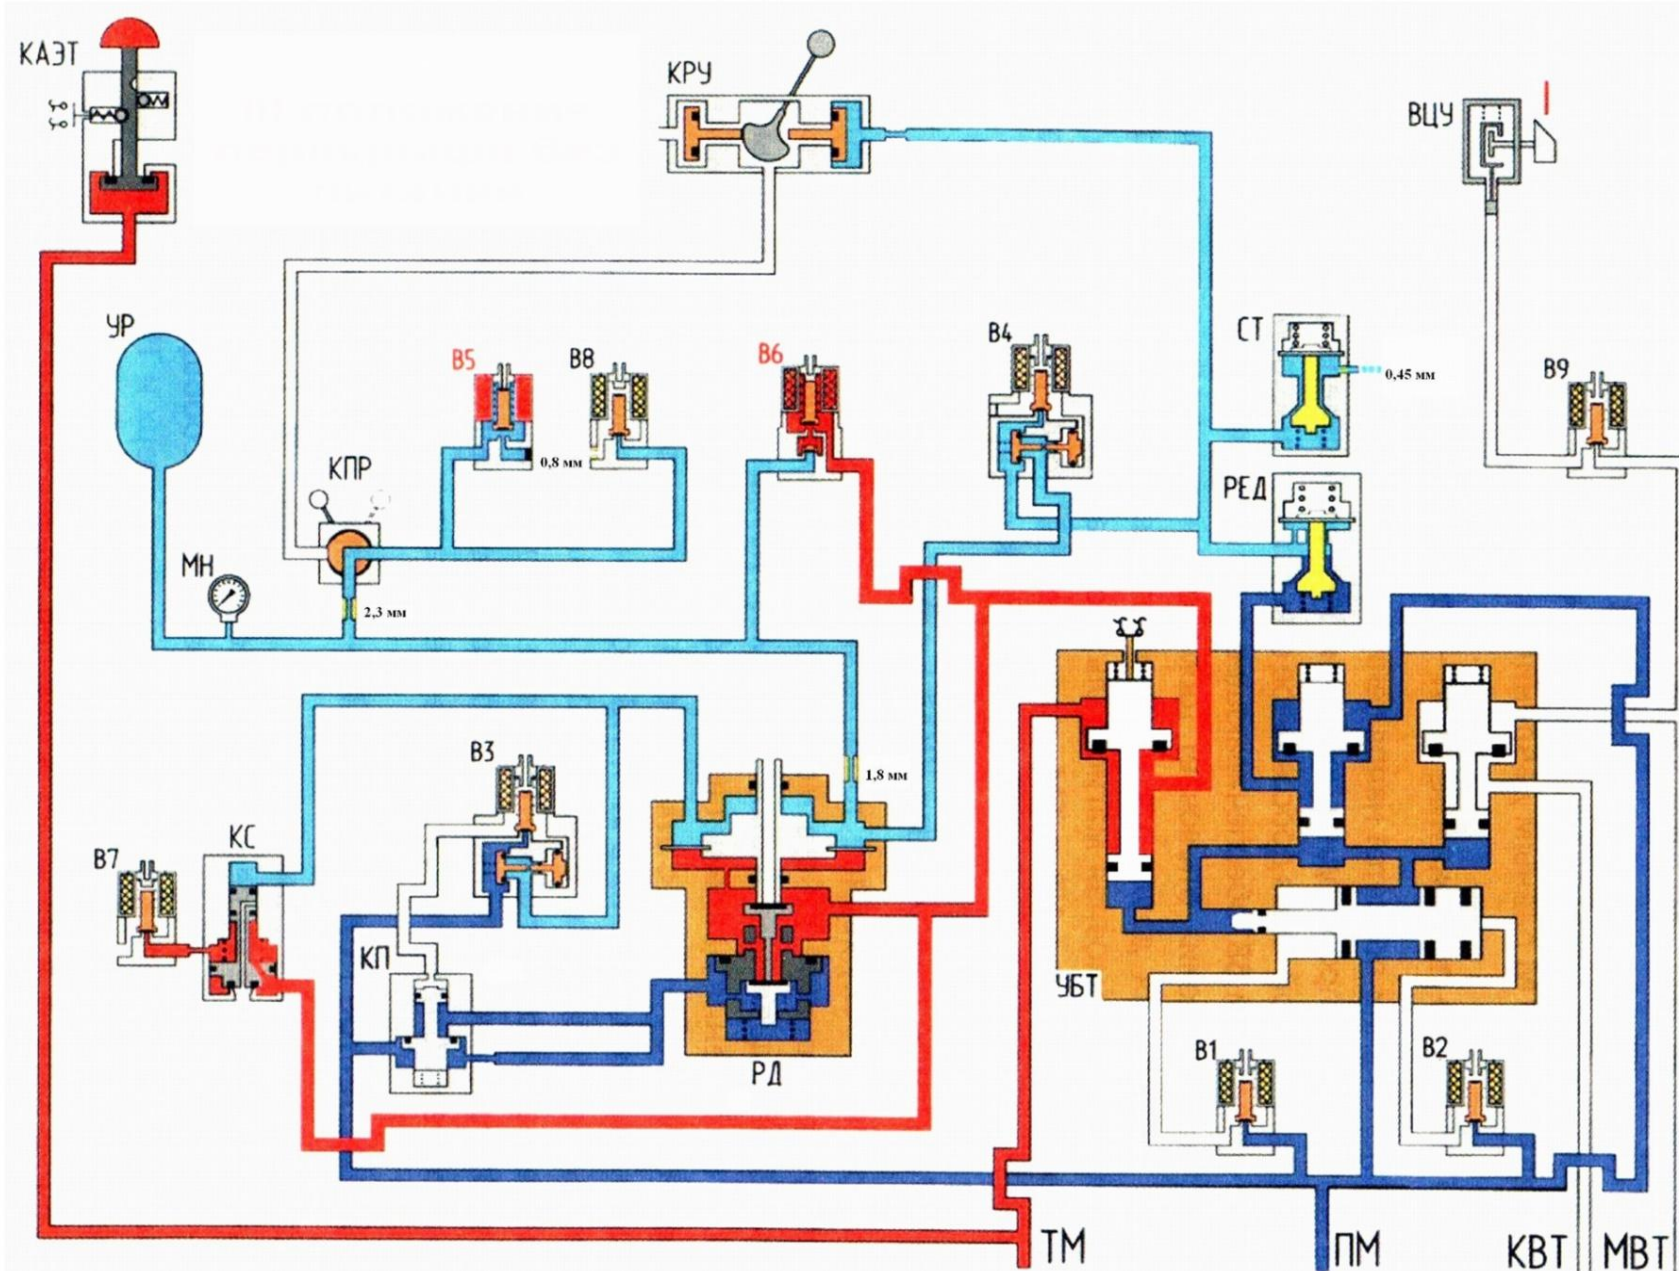 КАЭТ
КРУ
ВЦУ
УР
В4
СТ
0,45 мм
В5
В8
В6
В9
0,8 мм
КПР
РЕД
МН
2,3 мм
В3
1,8 мм
КС
В7
КП
УБТ
РД
В1
В2
ТМ
ПМ
КВТ
МВТ